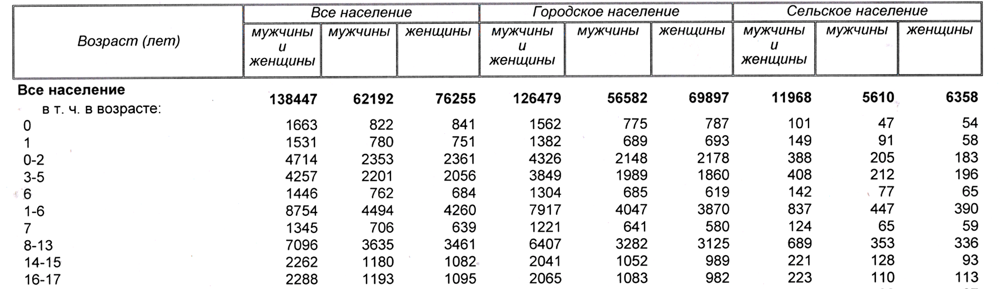 Возраст (лет) Все население Городское население Сельское население
мужчины и женщины мужчины женщины мужчины и женщины мужчины женщины мужчины и женщины мужчины женщины
Все население 138447 62192 76255 126479 56582 69897 11968 5610 6358
в т. ч. в возрасте:
0 1663 822 841 1562 775 787 101 47 54
1 1531 780 751 1382 689 693 149 91 58
0-2 4714 2353 2361 4326 2148 2178 388 205 183
3-5 4257 2201 2056 3849 1989 1860 408 212 196
6 1446 762 684 1304 685 619 142 77 65
1-6 8754 4494 4260 7917 4047 3870 837 447 390
7 1345 706 639 1221 641 580 124 65 59
8-13 7096 3635 3461 6407 3282 3125 689 353 336
14-15 2262 1180 1082 2041 1052 989 221 128 93
16-17 2288 1193 1095 2065 1083 982 223 110 113